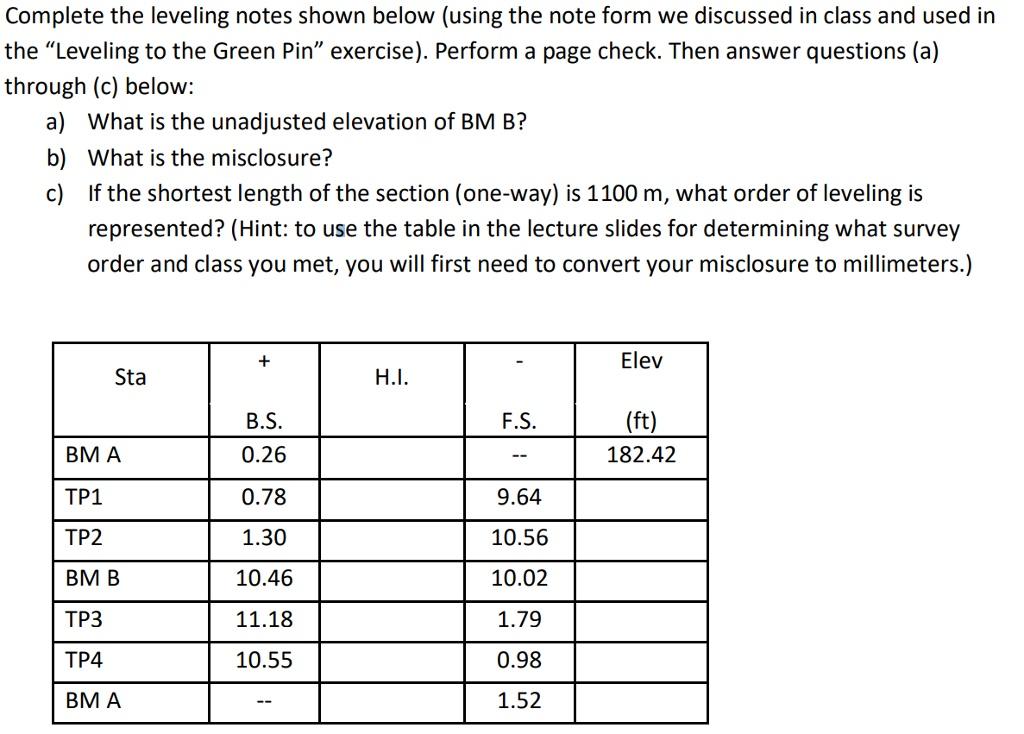 Complete the leveling notes shown below (using the note form we discussed in class and used in
the “Leveling to the Green Pin” exercise). Perform a page check. Then answer questions (a)
through (c) below:
a) What is the unadjusted elevation of BM B?
b) What is the misclosure?
c) If the shortest length of the section (one-way) is 1100 m, what order of leveling is
represented? (Hint: to use the table in the lecture slides for determining what survey
order and class you met, you will first need to convert your misclosure to millimeters.)
Sta + B.S. H.I. - F.S. Elev (ft)
BM A 0.26 -- 182.42
TP1 0.78 9.64
TP2 1.30 10.56
BM B 10.46 10.02
TP3 11.18 1.79
TP4 10.55 0.98
BM A -- 1.52